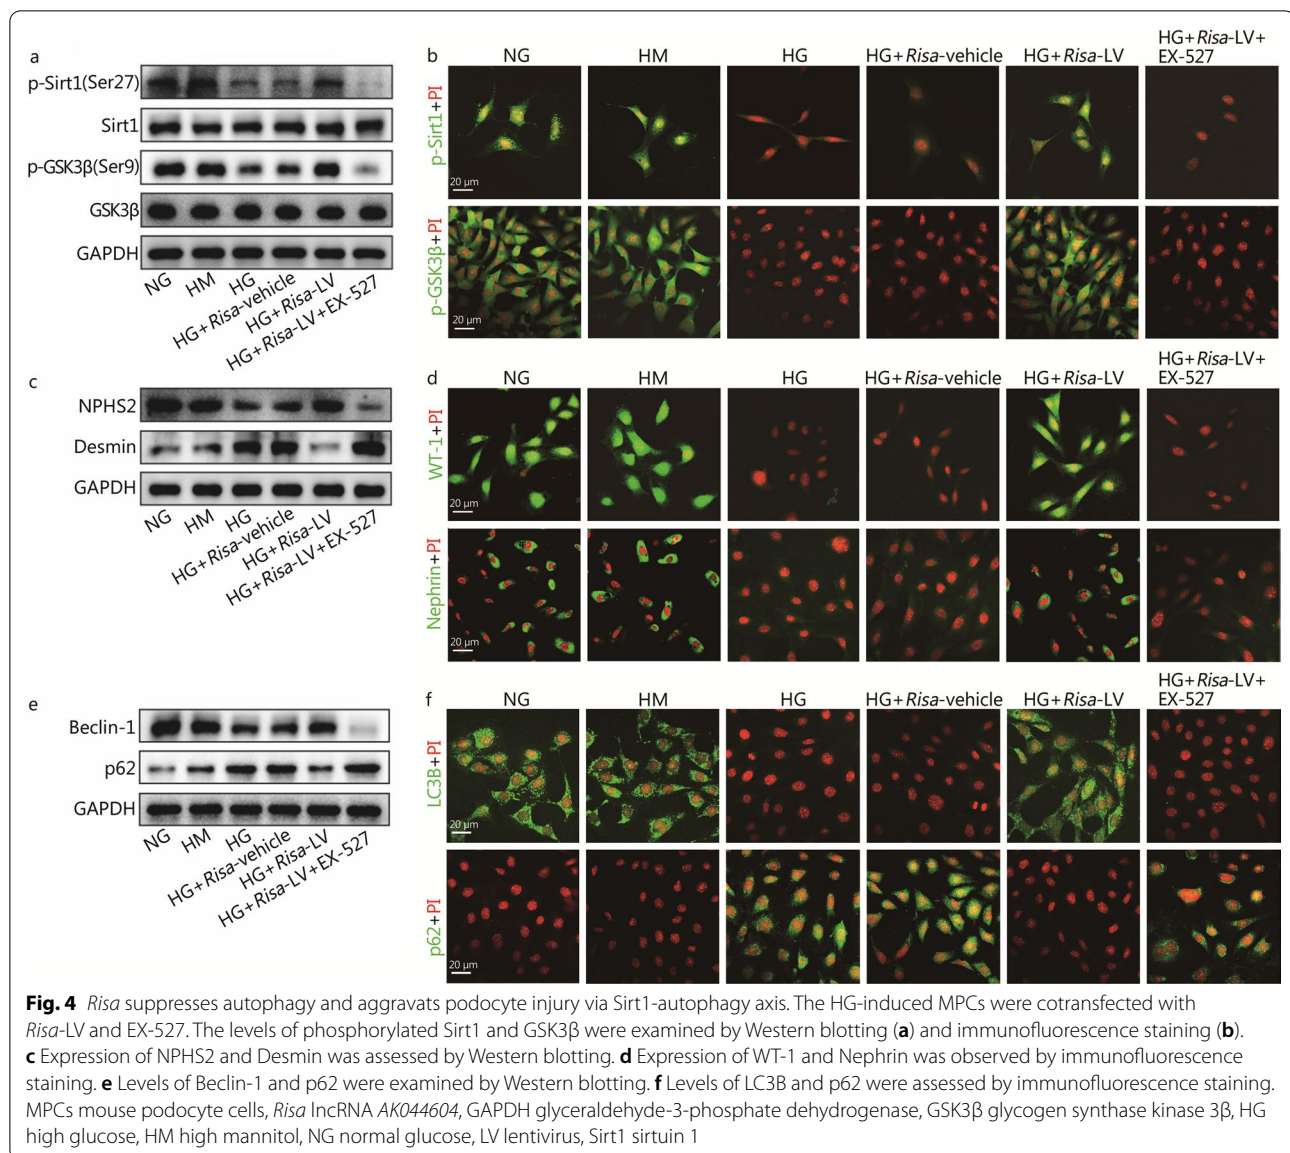 a
p-Sirt1(Ser27)
Sirt1
p-GSK3β(Ser9)
GSK3β
GAPDH
NG
HM
HG
HG+Risa-vehicle
HG+Risa-LV
HG+Risa-LV+EX-527
b
NG
HM
HG
HG+Risa-vehicle
HG+Risa-LV
HG+Risa-LV+
EX-527
p-Sirt1+PI
20 μm
p-GSK3β+PI
20 μm
c
NPHS2
Desmin
GAPDH
NG
HM
HG
HG+Risa-vehicle
HG+Risa-LV
HG+Risa-LV+EX-527
d
NG
HM
HG
HG+Risa-vehicle
HG+Risa-LV
HG+Risa-LV+
EX-527
WT-1+PI
20 μm
Nephrin+PI
20 μm
e
Beclin-1
p62
GAPDH
NG
HM
HG
HG+Risa-vehicle
HG+Risa-LV
HG+Risa-LV+EX-527
f
NG
HM
HG
HG+Risa-vehicle
HG+Risa-LV
HG+Risa-LV+
EX-527
LC3B+PI
20 μm
p62+PI
20 μm
Fig. 4 Risa suppresses autophagy and aggravats podocyte injury via Sirt1-autophagy axis. The HG-induced MPCs were cotransfected with
Risa-LV and EX-527. The levels of phosphorylated Sirt1 and GSK3β were examined by Western blotting (a) and immunofluorescence staining (b).
c Expression of NPHS2 and Desmin was assessed by Western blotting. d Expression of WT-1 and Nephrin was observed by immunofluorescence
staining. e Levels of Beclin-1 and p62 were examined by Western blotting. f Levels of LC3B and p62 were assessed by immunofluorescence staining.
MPCs mouse podocyte cells, Risa lncRNA AK044604, GAPDH glyceraldehyde-3-phosphate dehydrogenase, GSK3β glycogen synthase kinase 3β, HG
high glucose, HM high mannitol, NG normal glucose, LV lentivirus, Sirt1 sirtuin 1